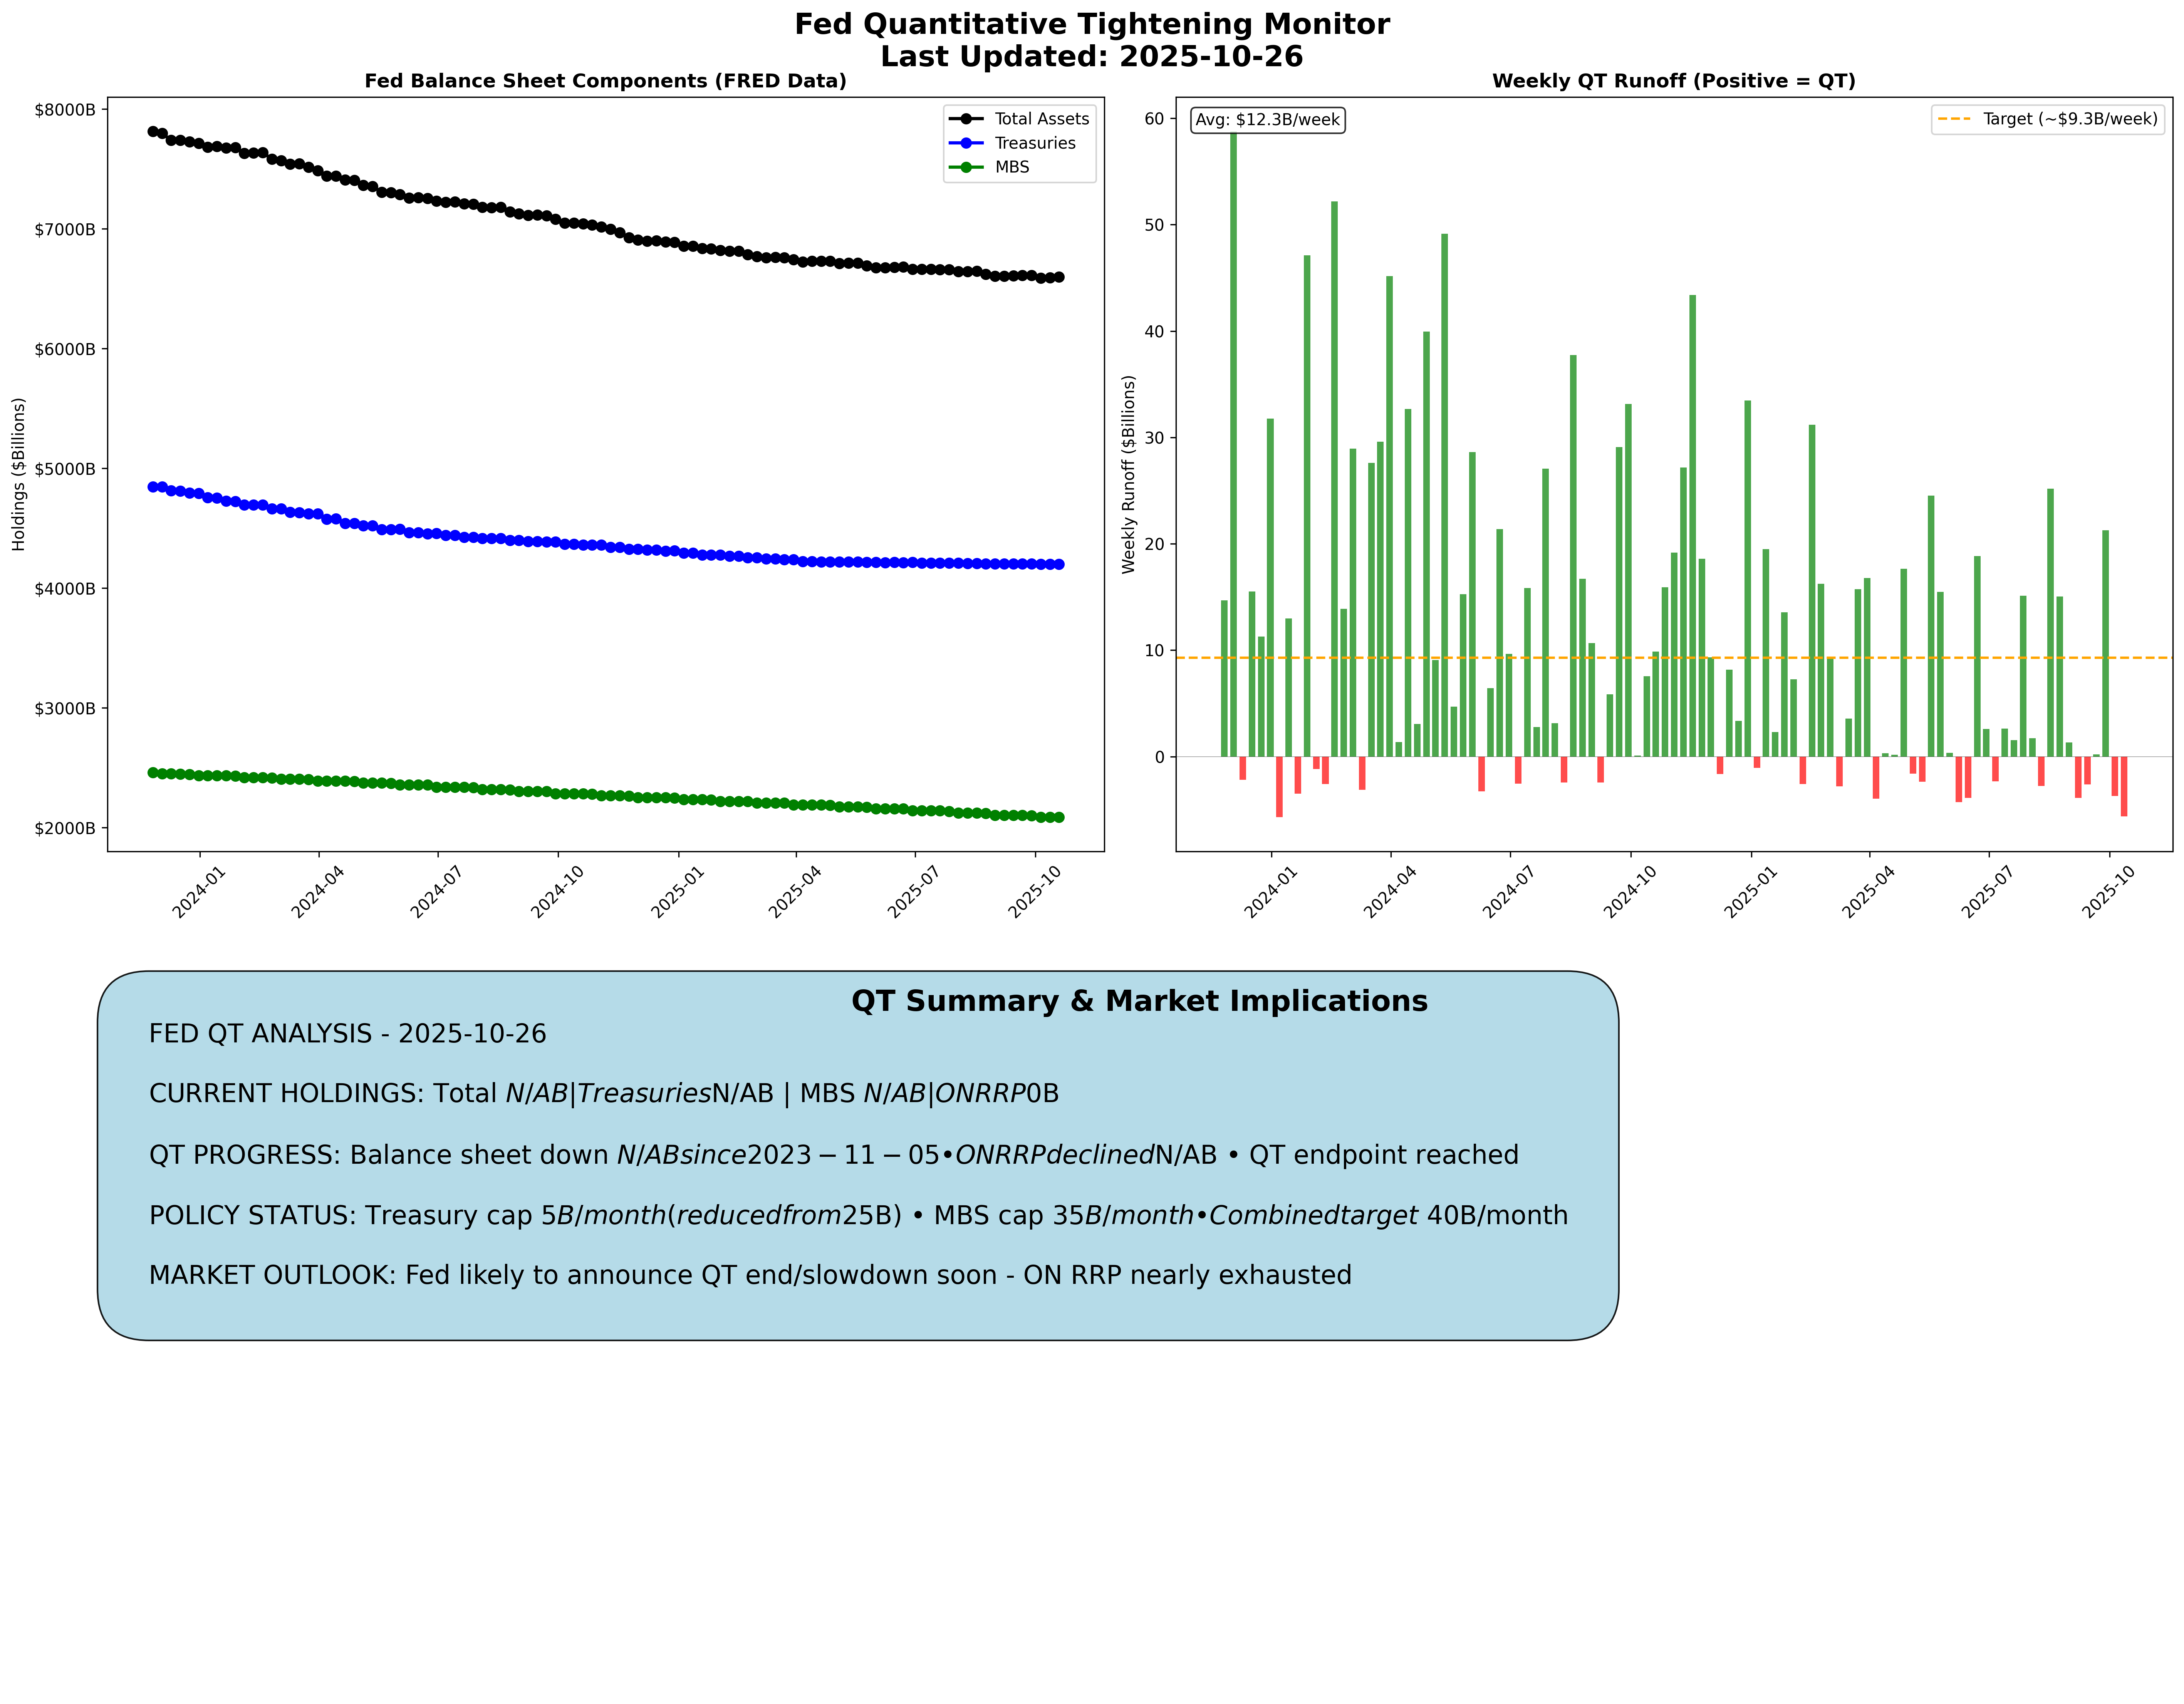 Fed Quantitative Tightening Monitor
Last Updated: 2025-10-26
Fed Balance Sheet Components (FRED Data)
Holdings ($Billions)
$8000B
$7000B
$6000B
$5000B
$4000B
$3000B
$2000B
Total Assets
Treasuries
MBS
2024-01
2024-04
2024-07
2024-10
2025-01
2025-04
2025-07
2025-10
Weekly QT Runoff (Positive = QT)
Weekly Runoff ($Billions)
60
50
40
30
20
10
0
Avg: $12.3B/week
Target (~$9.3B/week)
2024-01
2024-04
2024-07
2024-10
2025-01
2025-04
2025-07
2025-10
QT Summary & Market Implications
FED QT ANALYSIS - 2025-10-26
CURRENT HOLDINGS: Total N/AB|TreasuriesN/AB | MBS N/AB|ONRRP0B
QT PROGRESS: Balance sheet down N/ABsince2023 − 11 − 05•ONRRPdeclinedN/AB • QT endpoint reached
POLICY STATUS: Treasury cap 5B/month(reducedfrom25B) • MBS cap 35B/month•Combinedtarget 40B/month
MARKET OUTLOOK: Fed likely to announce QT end/slowdown soon - ON RRP nearly exhausted